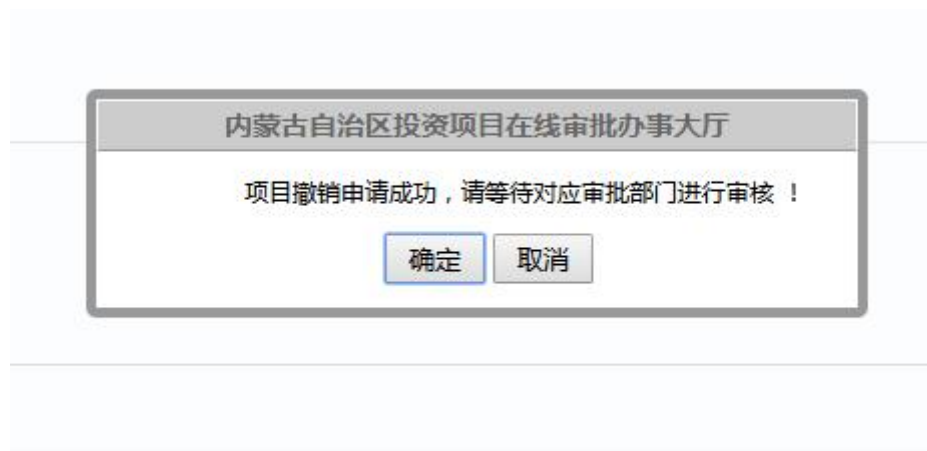 内蒙古自治区投资项目在线审批办事大厅
项目撤销申请成功，请等待对应审批部门进行审核 ！
确定 取消